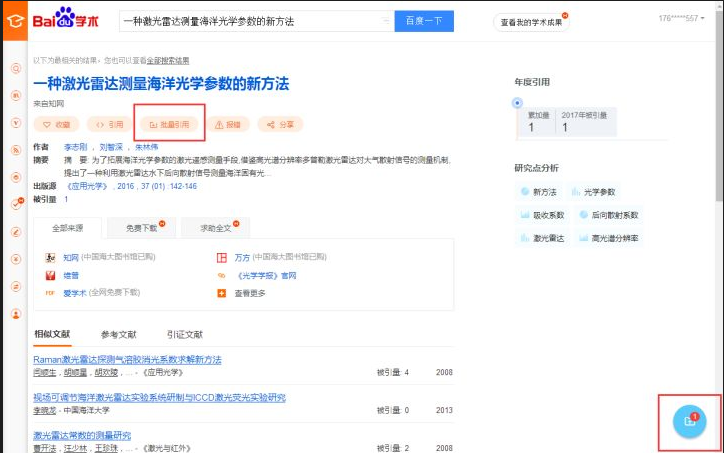 Baidu学术
一种激光雷达测量海洋光学参数的新方法
百度一下
查看我的学术成果
176*****557
以下为最相关的结果，您也可以查看全部搜索结果
一种激光雷达测量海洋光学参数的新方法
来自知网
收藏
引用
批量引用
报错
分享
作者 李志刚，刘智深，朱林伟
摘要 摘 要: 为了拓展海洋光学参数的激光遥感测量手段,借鉴高光谱分辨率多普勒激光雷达对大气散射信号的测量机制,
提出了一种利用激光雷达水下后向散射信号测量海洋固有光...
出版源 《应用光学》, 2016, 37 (01) :142-146
被引量 1
全部来源
免费下载
求助全文
知网 (中国海大图书馆已购)
万方 (中国海大图书馆已购)
维普
《光学学报》官网
PDF 爱学术 (全网免费下载)
查看更多
相似文献
参考文献
引证文献
Raman激光雷达探测气溶胶消光系数求解新方法
闫顺生，胡顺星，胡欢陵，... - 《应用光学》 被引量: 4 2008
视场可调节海洋激光雷达实验系统研制与ICCD激光荧光实验研究
李晓龙 - 中国海洋大学 被引量: 0 2013
激光雷达常数的测量研究
曹开法，汪少林，王珍珠，... - 《激光与红外》 被引量: 2 2008
年度引用
累加量
1
2017年被引量
1
研究点分析
新方法
光学参数
吸收系数
后向散射系数
激光雷达
高光谱分辨率
1